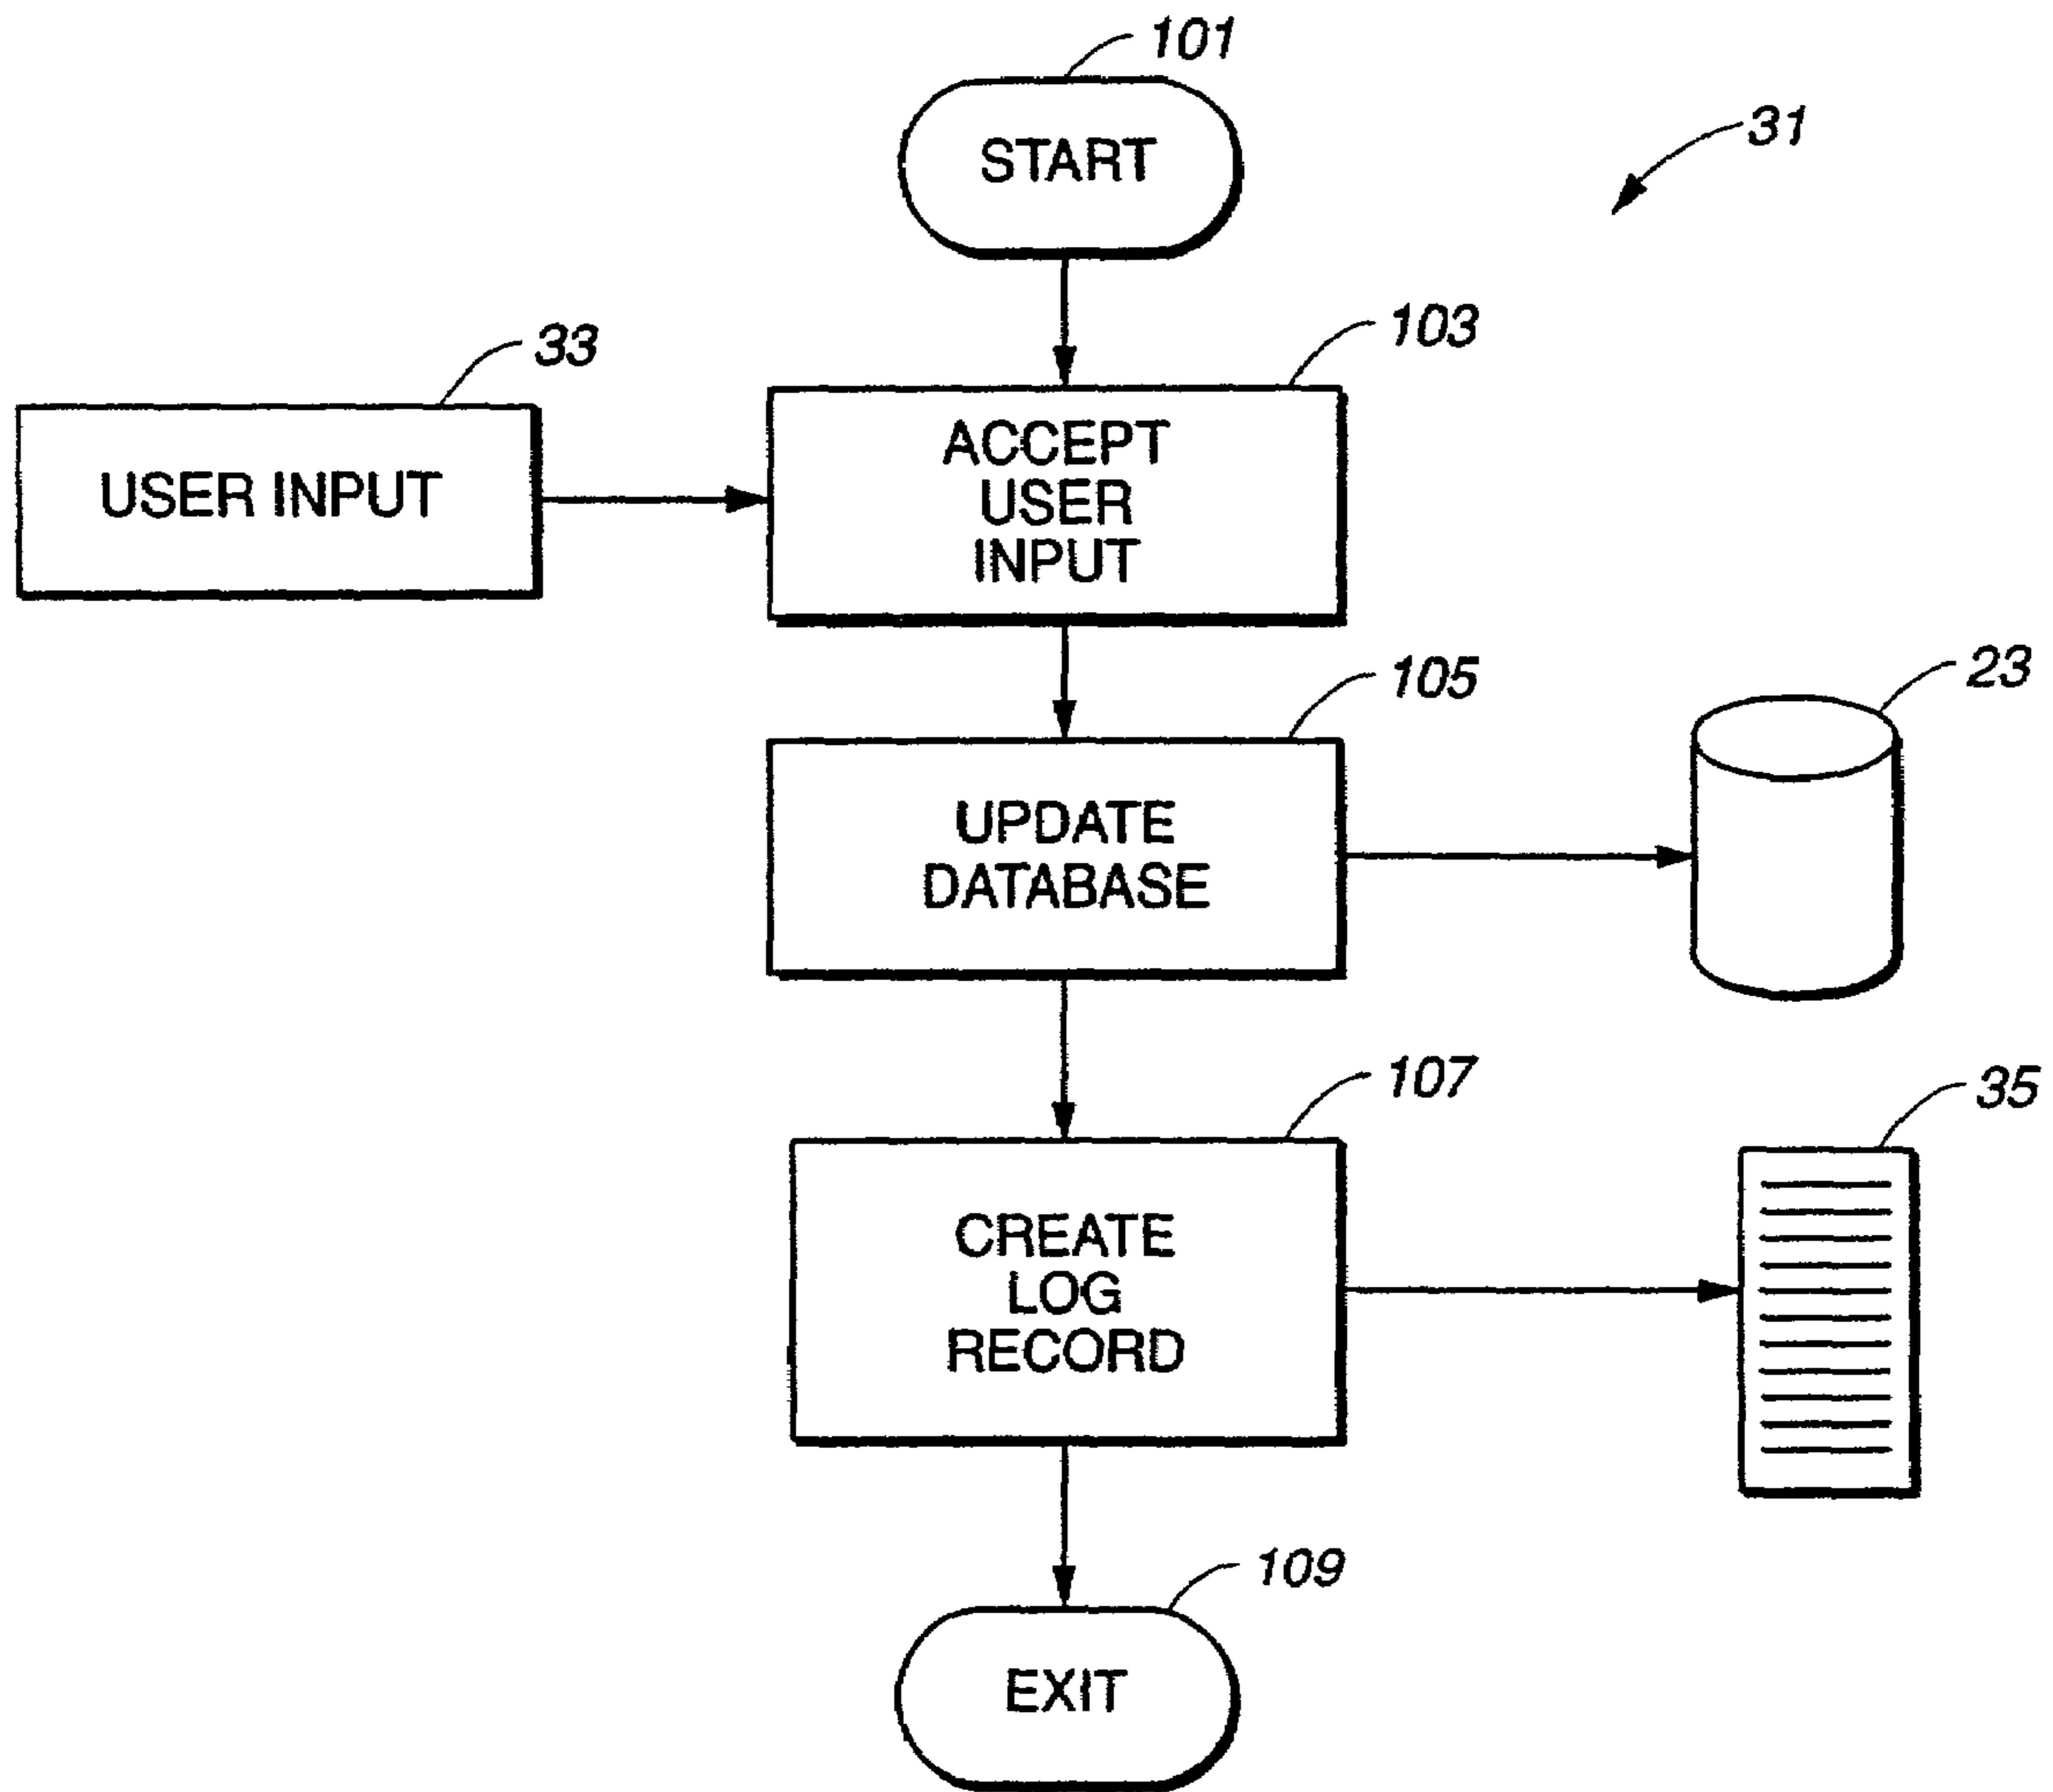 101
START
31
33
103
USER INPUT
ACCEPT
USER
INPUT
105
23
UPDATE
DATABASE
107
35
CREATE
LOG
RECORD
109
EXIT